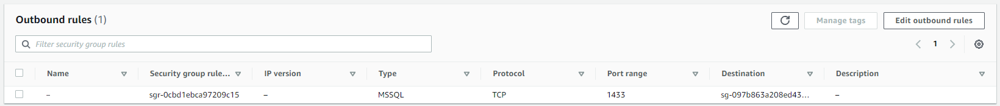 Outbound rules (1)
Manage tags
Edit outbound rules
Filter security group rules
1
Name Security group rule... IP version Type Protocol Port range Destination Description
– sgr-0cbd1ebca97209c15 – MSSQL TCP 1433 sg-097b863a208ed43... –